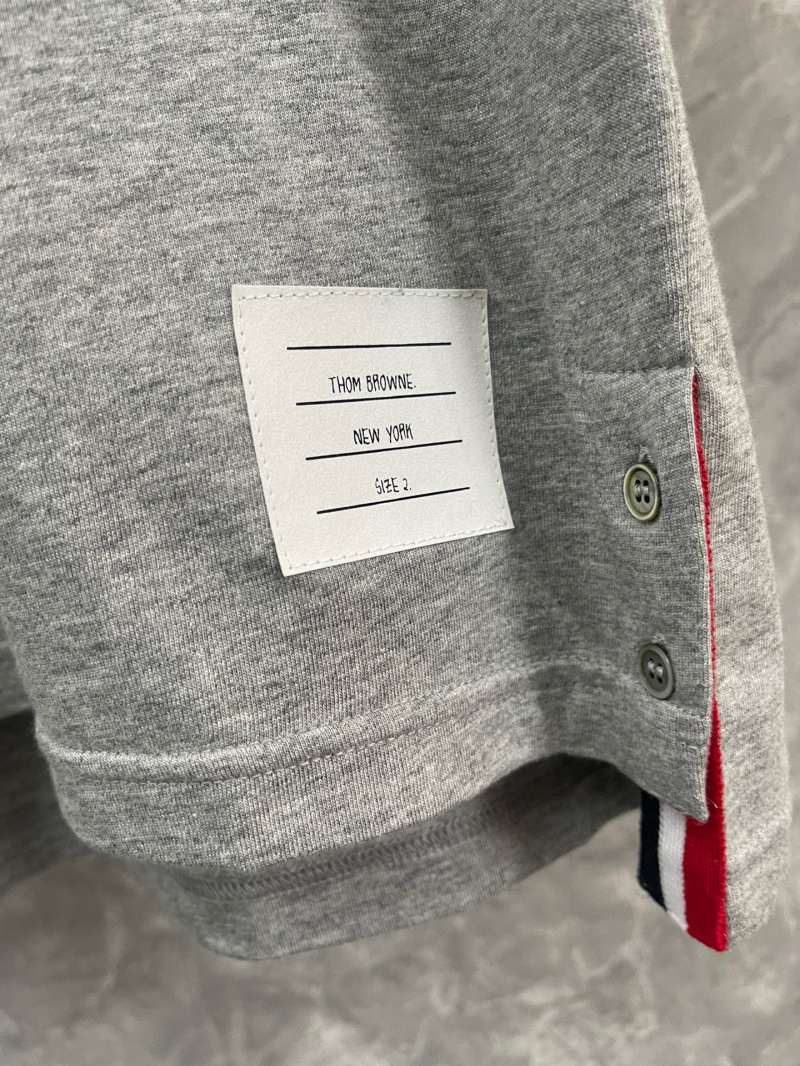 THOM BROWNE.
NEW YORK
SIZE 2.